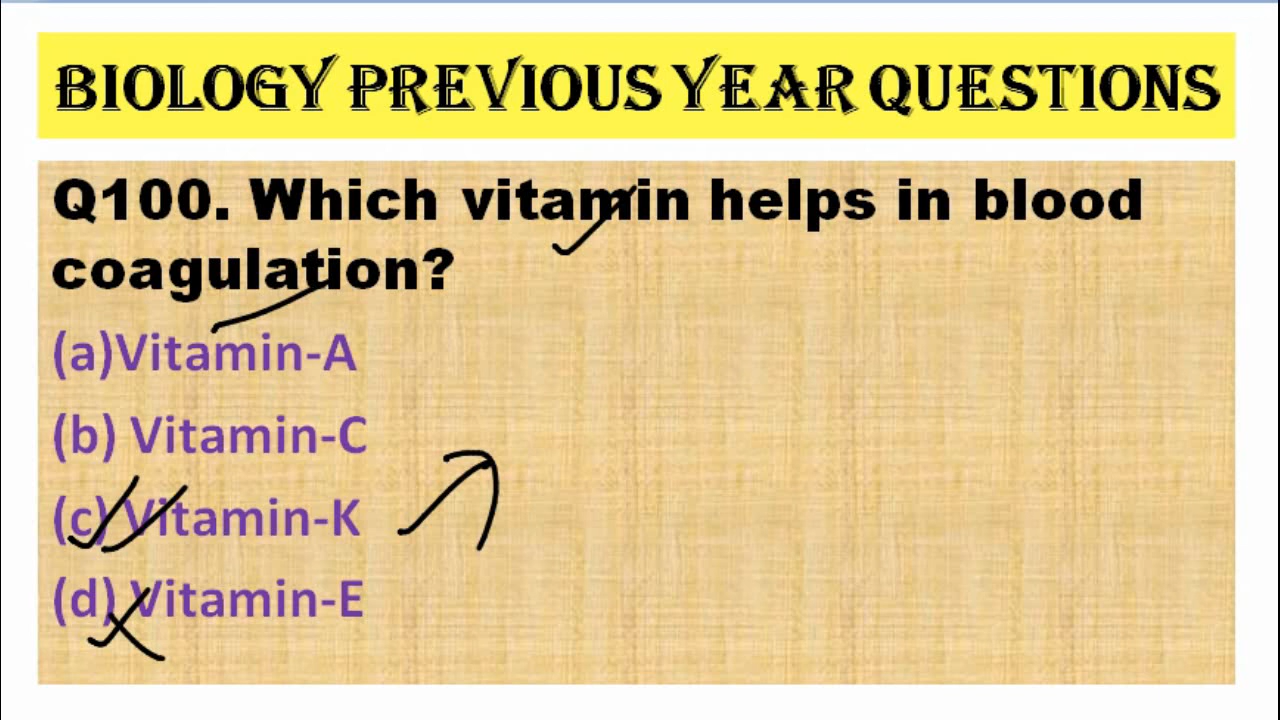 BIOLOGY PREVIOUS YEAR QUESTIONS
Q100. Which vitamin helps in blood
coagulation?
(a)Vitamin-A
(b) Vitamin-C
(c) Vitamin-K
(d) Vitamin-E